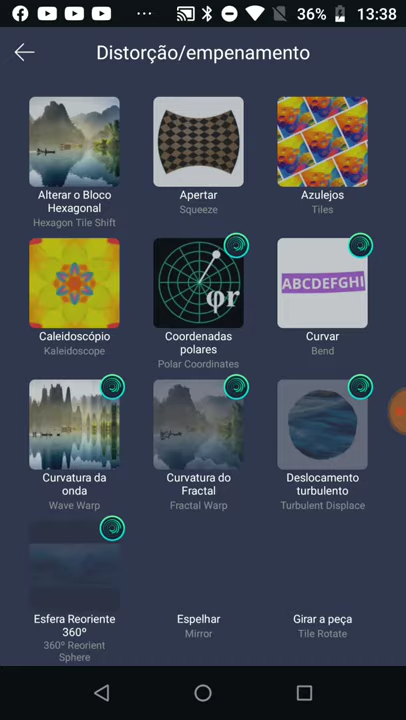 36% 13:38
Distorção/empenamento
Alterar o Bloco
Hexagonal
Hexagon Tile Shift
Apertar
Squeeze
Azulejos
Tiles
Caleidoscópio
Kaleidoscope
φr
Coordenadas
polares
Polar Coordinates
ABCDEFGHI
Curvar
Bend
Curvatura da
onda
Wave Warp
Curvatura do
Fractal
Fractal Warp
Deslocamento
turbulento
Turbulent Displace
Esfera Reoriente
360º
360º Reorient
Sphere
Espelhar
Mirror
Girar a peça
Tile Rotate